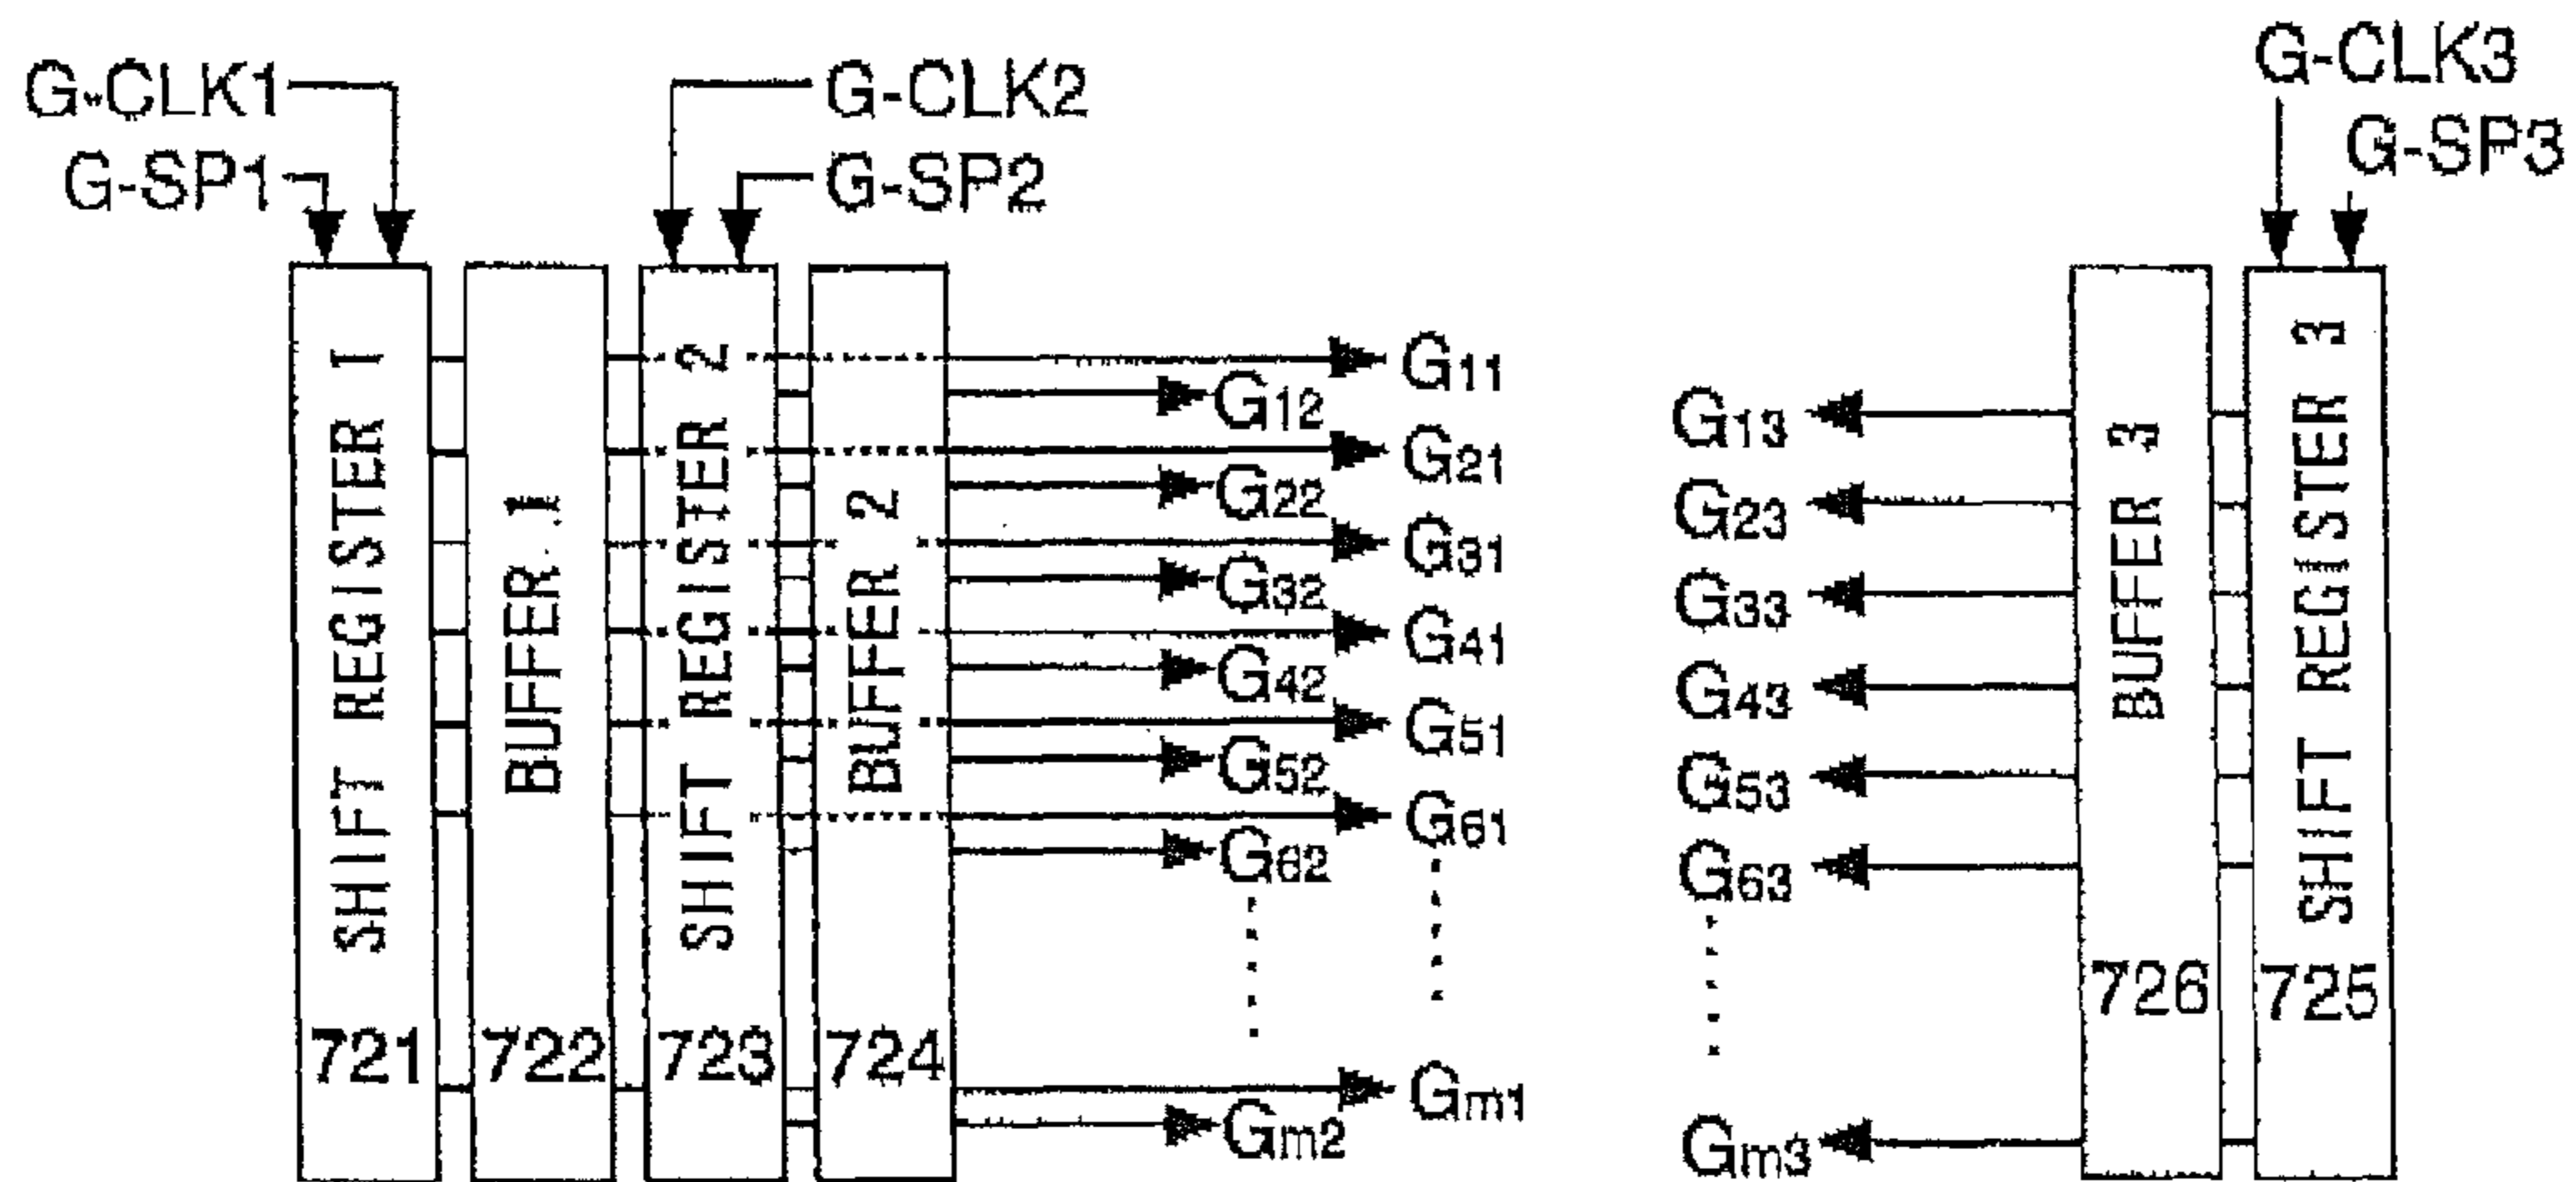 G-CLK1
G-SP1
G-CLK2
G-SP2
G-CLK3
G-SP3
SHIFT REGISTER 1
721
BUFFER 1
722
SHIFT REGISTER 2
723
BUFFER 2
724
G11
G12
G21
G22
G31
G32
G41
G42
G51
G52
G61
G62
Gm1
Gm2
G13
G23
G33
G43
G53
G63
Gm3
BUFFER 3
726
SHIFT REGISTER 3
725